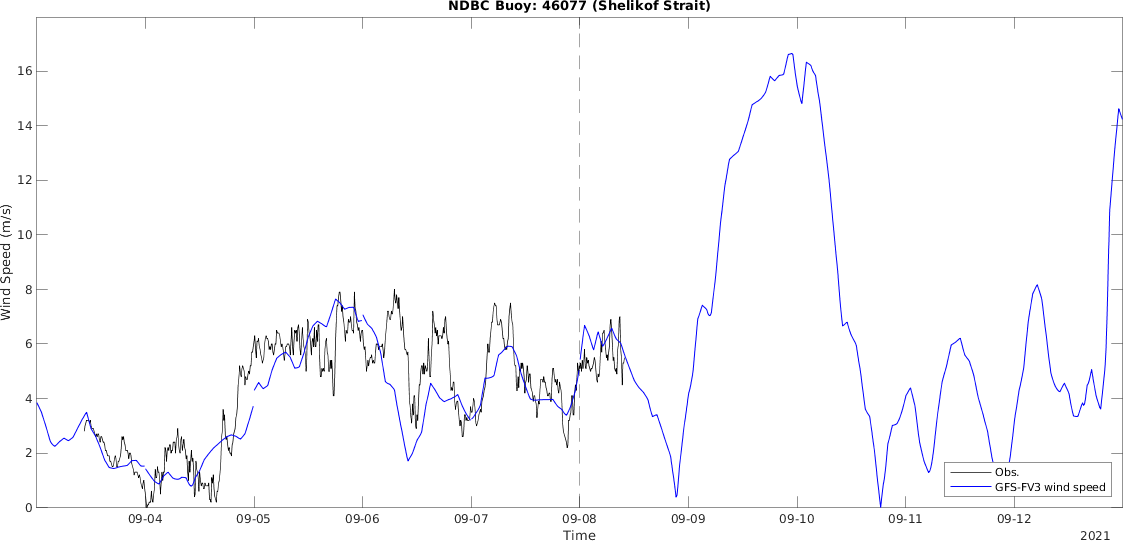 NDBC Buoy: 46077 (Shelikof Strait)
Wind Speed (m/s)
16
14
12
10
8
6
4
2
0
09-04 09-05 09-06 09-07 09-08 09-09 09-10 09-11 09-12
Time
2021
Obs.
GFS-FV3 wind speed